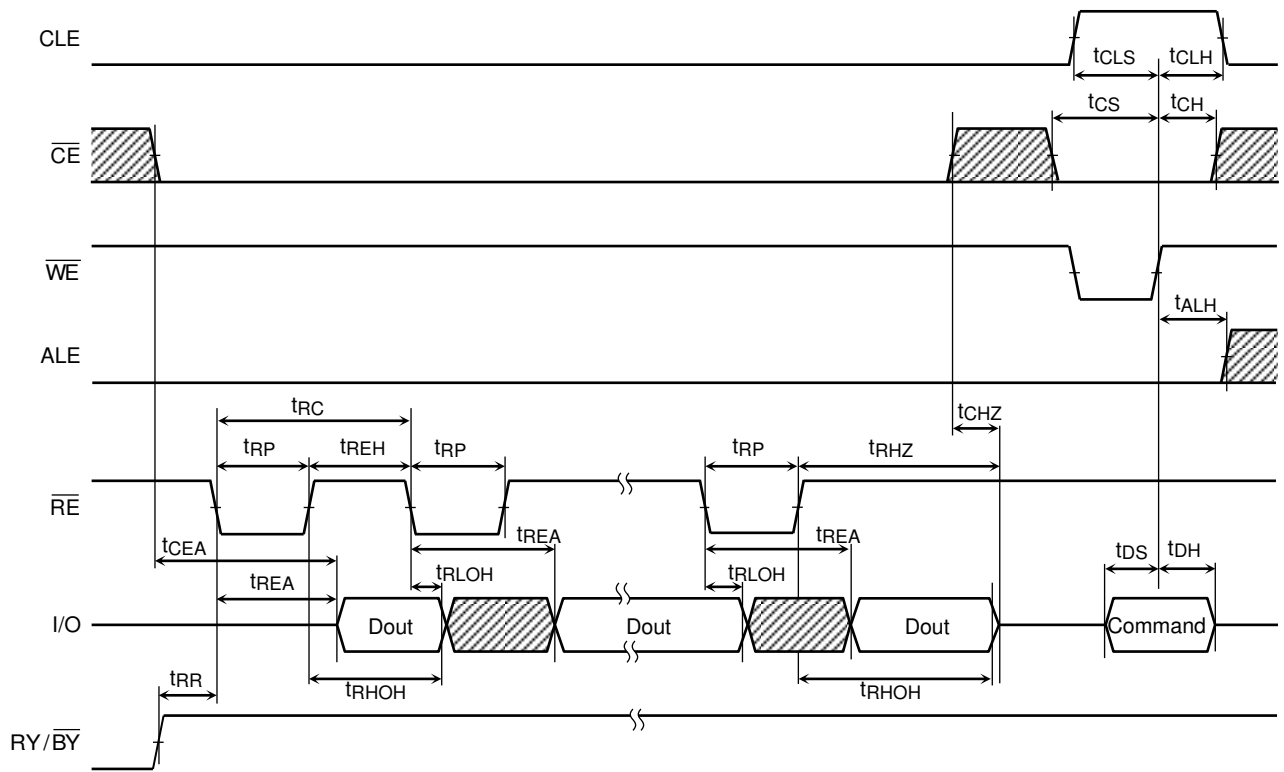 CLE
tCLS tCLH
tCS tCH
CE
WE
tALH
ALE
tRC
tCHZ
tRP tREH tRP tRP tRHZ
RE
tCEA tREA tREA
tREA tRLOH tRLOH tDS tDH
I/O Dout Dout Dout Command
tRR tRHOH tRHOH
RY/BY